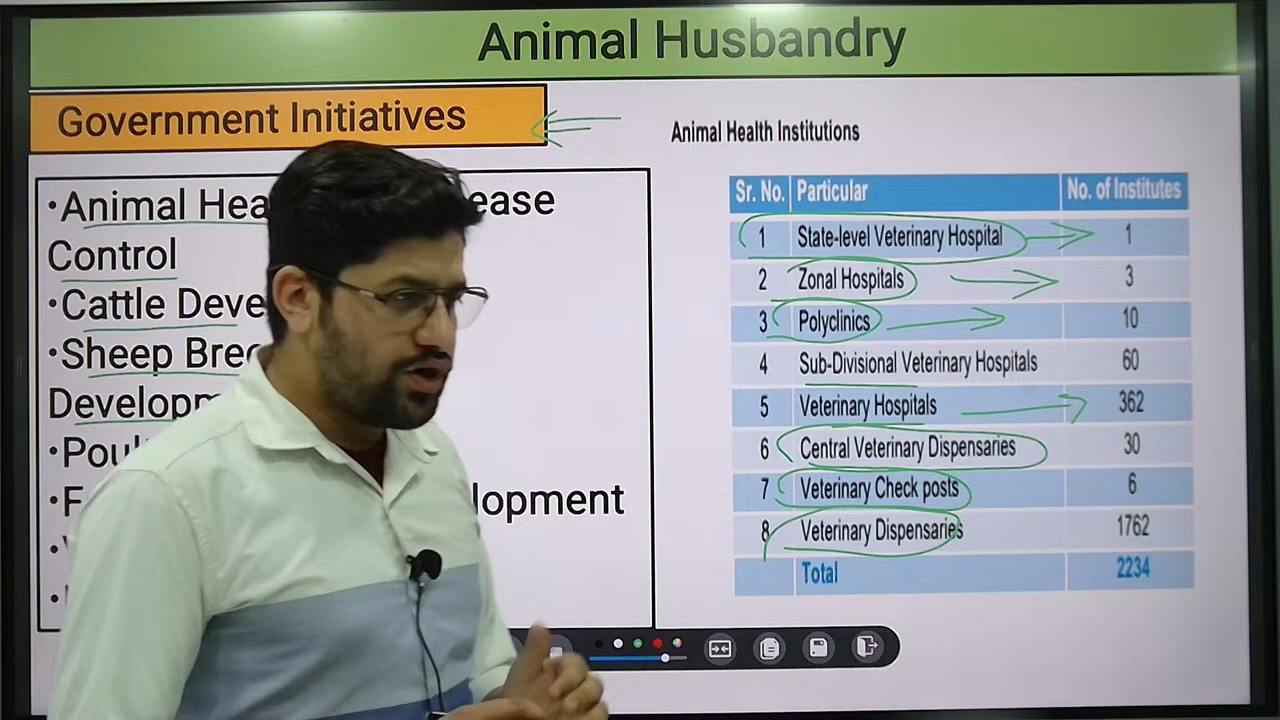 Animal Husbandry
Government Initiatives
•Animal Hea ease
Control
•Cattle Deve
•Sheep Bree
Developm
•Poul
•F lopment
Animal Health Institutions
Sr. No. Particular No. of Institutes
1 State-level Veterinary Hospital 1
2 Zonal Hospitals 3
3 Polyclinics 10
4 Sub-Divisional Veterinary Hospitals 60
5 Veterinary Hospitals 362
6 Central Veterinary Dispensaries 30
7 Veterinary Check posts 6
8 Veterinary Dispensaries 1762
Total 2234